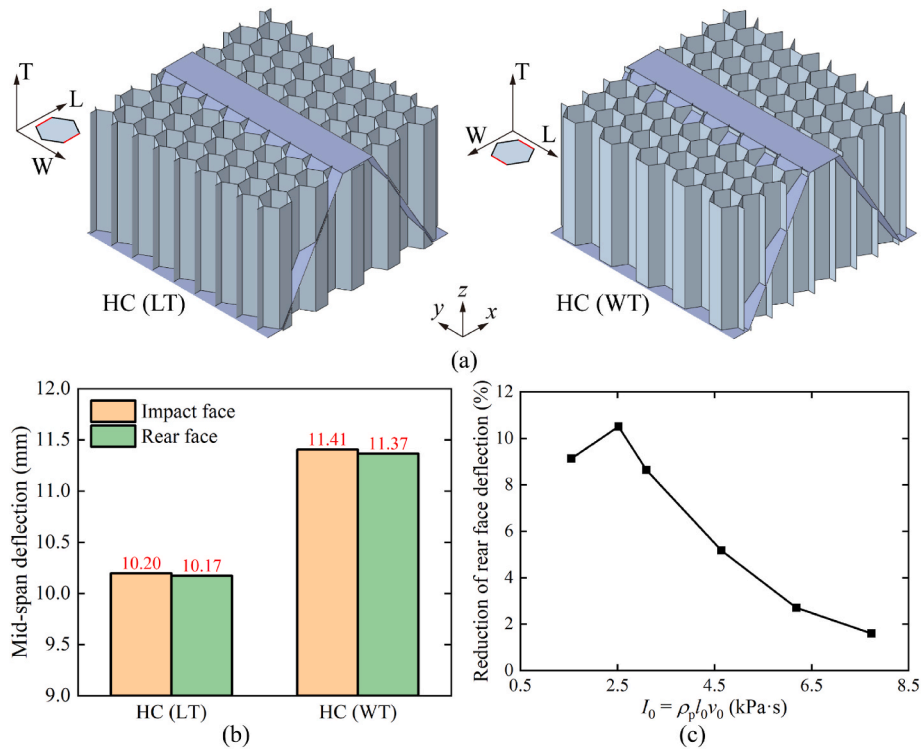 T
L
W
HC (LT)
T
W
L
HC (WT)
z
y
x
(a)
12.0
11.5
11.0
10.5
10.0
9.5
9.0
Mid-span deflection (mm)
Impact face
Rear face
10.20
10.17
11.41
11.37
HC (LT)
HC (WT)
(b)
12
10
8
6
4
2
0
Reduction of rear face deflection (%)
0.5
2.5
4.5
6.5
8.5
I₀ = ρₚl₀v₀ (kPa·s)
(c)